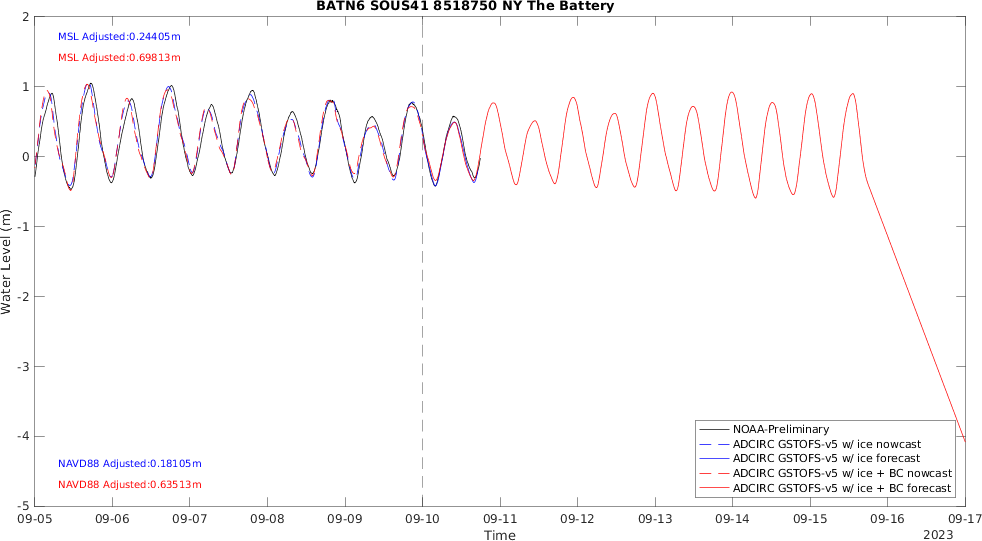 BATN6 SOUS41 8518750 NY The Battery
MSL Adjusted:0.24405m
MSL Adjusted:0.69813m
2
1
0
-1
-2
-3
-4
-5
Water Level (m)
NAVD88 Adjusted:0.18105m
NAVD88 Adjusted:0.63513m
NOAA-Preliminary
ADCIRC GSTOFS-v5 w/ ice nowcast
ADCIRC GSTOFS-v5 w/ ice forecast
ADCIRC GSTOFS-v5 w/ ice + BC nowcast
ADCIRC GSTOFS-v5 w/ ice + BC forecast
09-05 09-06 09-07 09-08 09-09 09-10 09-11 09-12 09-13 09-14 09-15 09-16 09-17
Time
2023